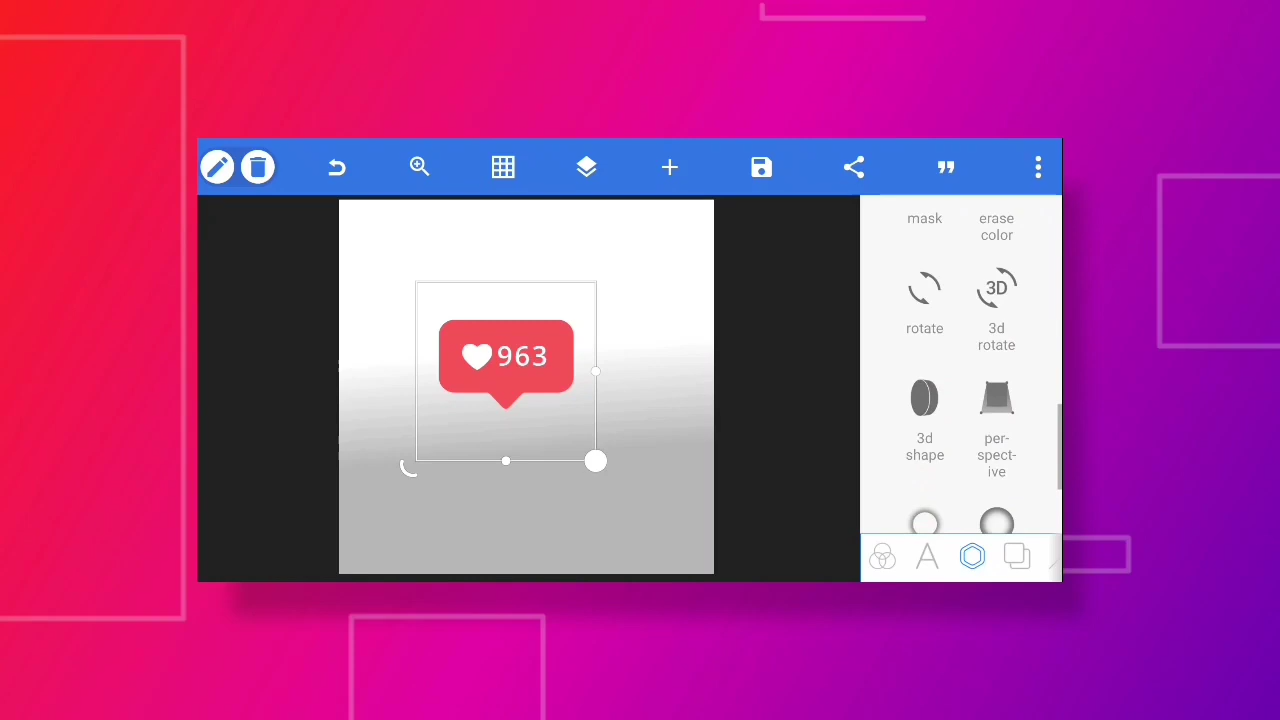 mask
erase
color
rotate
3D
3d
rotate
963
3d
shape
per-
spect-
ive